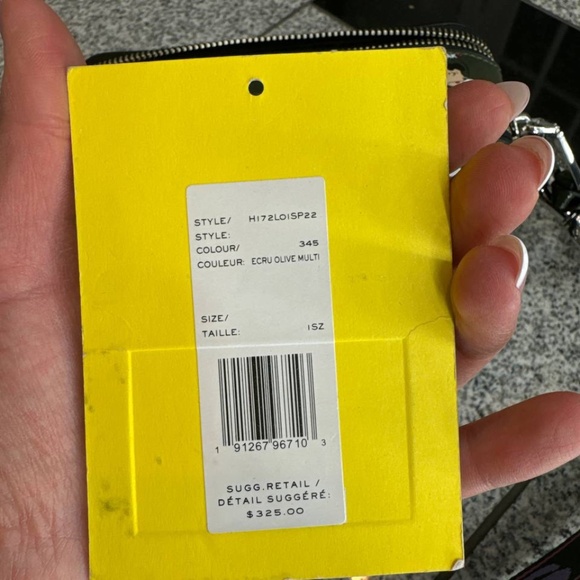 STYLE/ H172L01SP22
STYLE:
COLOUR/ 345
COULEUR: ECRU OLIVE MULTI
SIZE/
TAILLE: 1SZ
1 91267 96710 3
SUGG.RETAIL /
DÉTAIL SUGGÉRÉ:
$325.00